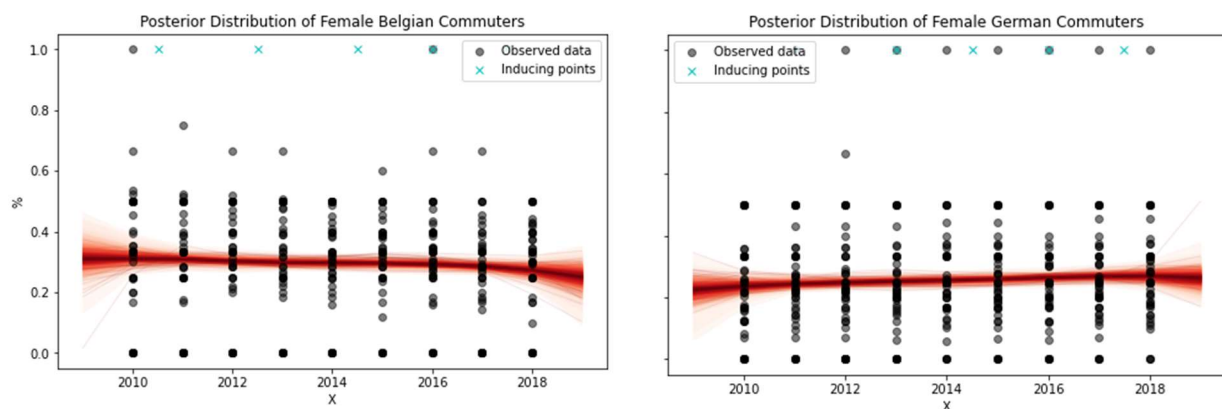 Posterior Distribution of Female Belgian Commuters
1.0
0.8
0.6
0.4
0.2
0.0
%
Observed data
Inducing points
2010 2012 2014 2016 2018
X
Posterior Distribution of Female German Commuters
Observed data
Inducing points
2010 2012 2014 2016 2018
X